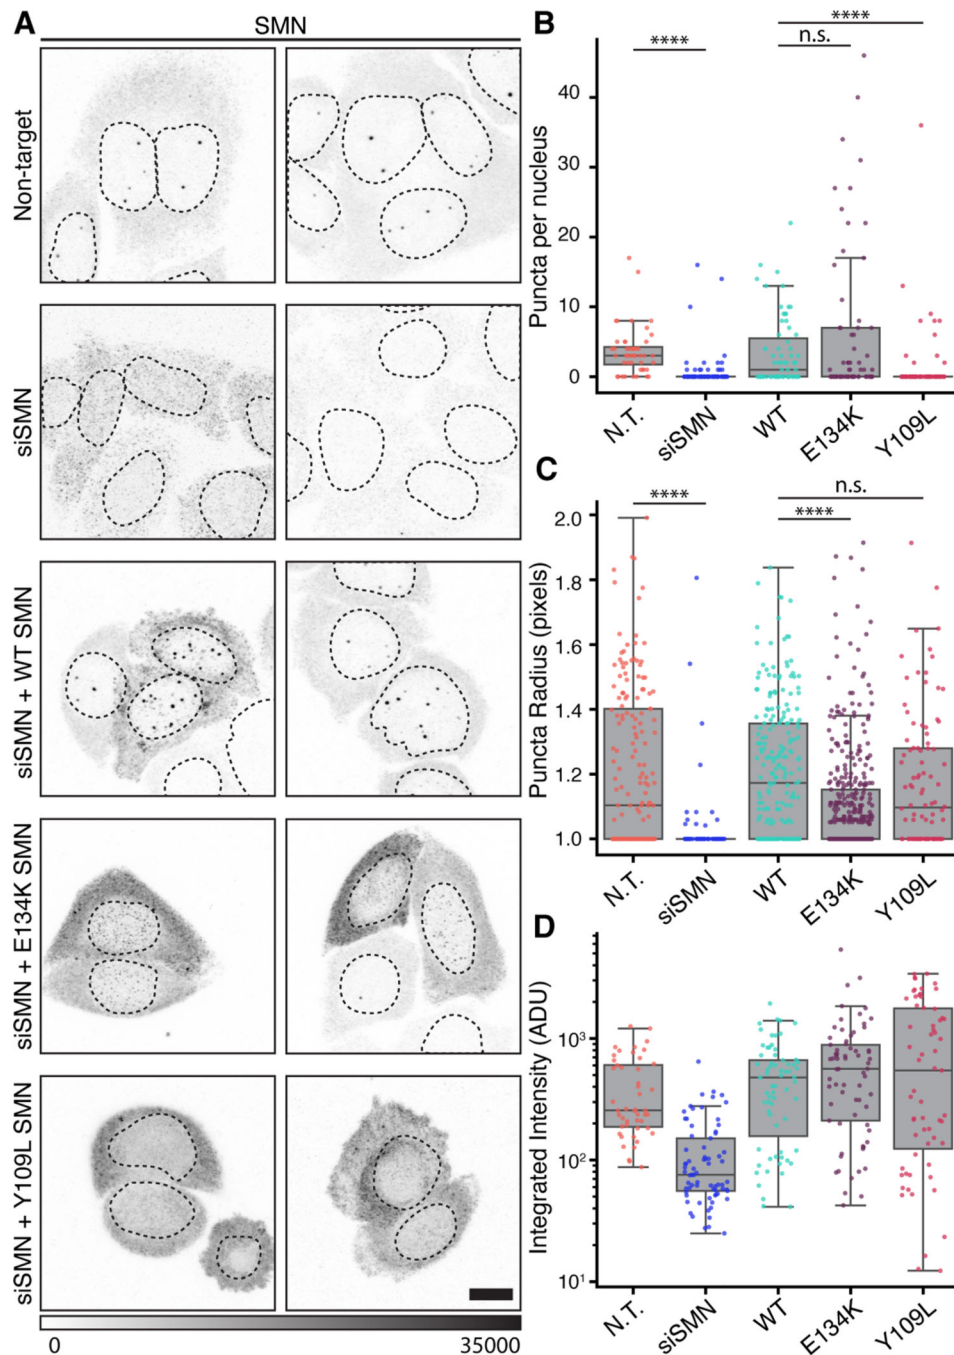 A
SMN
Non-target
siSMN
siSMN + WT SMN
siSMN + E134K SMN
siSMN + Y109L SMN
0
35000
B
****
n.s.
****
Puncta per nucleus
40
30
20
10
0
N.T.
siSMN
WT
E134K
Y109L
C
n.s.
****
****
Puncta Radius (pixels)
2.0
1.8
1.6
1.4
1.2
1.0
N.T.
siSMN
WT
E134K
Y109L
D
Integrated Intensity (ADU)
10³
10²
10¹
N.T.
siSMN
WT
E134K
Y109L